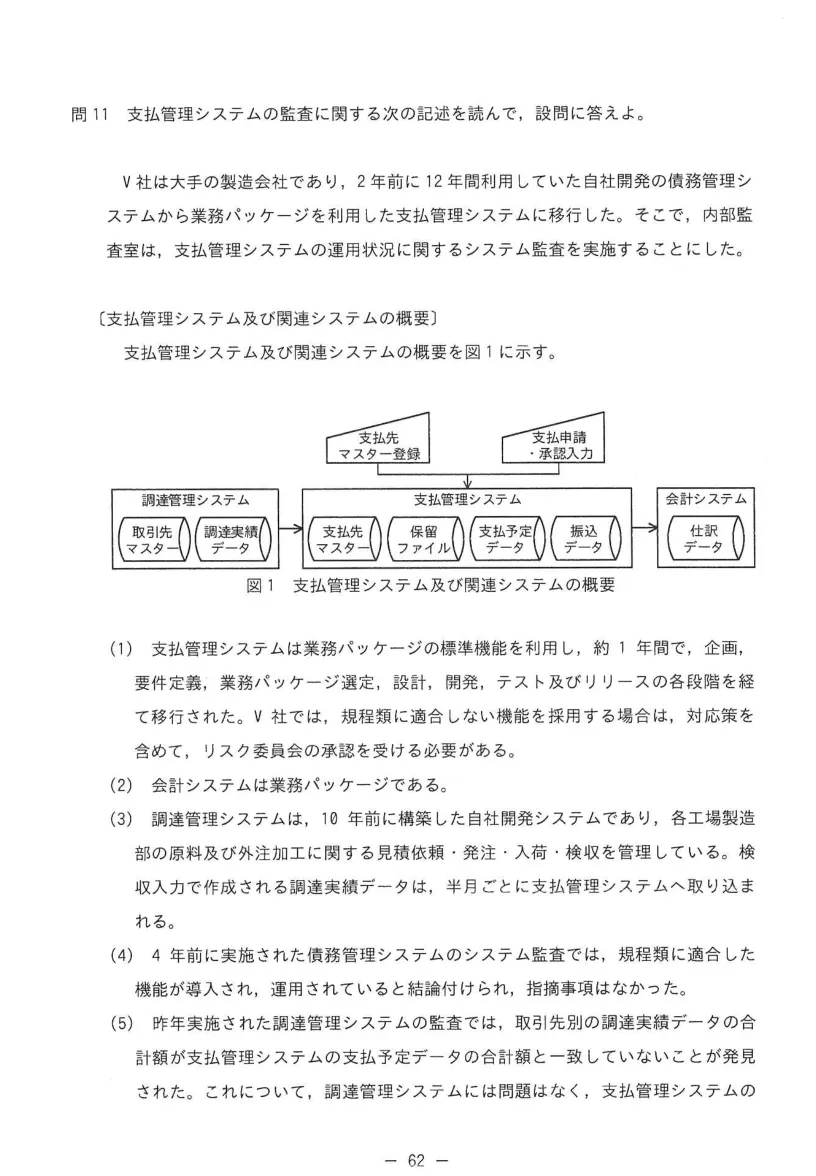 問 11　支払管理システムの監査に関する次の記述を読んで，設問に答えよ。
V 社は大手の製造会社であり，2 年前に 12 年間利用していた自社開発の債務管理シ
ステムから業務パッケージを利用した支払管理システムに移行した。そこで，内部監
査室は，支払管理システムの運用状況に関するシステム監査を実施することにした。
〔支払管理システム及び関連システムの概要〕
支払管理システム及び関連システムの概要を図 1 に示す。
支払先
マスター登録
支払申請
・承認入力
調達管理システム
取引先
マスター
調達実績
データ
支払管理システム
支払先
マスター
保留
ファイル
支払予定
データ
振込
データ
会計システム
仕訳
データ
図 1　支払管理システム及び関連システムの概要
(1)　支払管理システムは業務パッケージの標準機能を利用し，約 1 年間で，企画，
要件定義，業務パッケージ選定，設計，開発，テスト及びリリースの各段階を経
て移行された。V 社では，規程類に適合しない機能を採用する場合は，対応策を
含めて，リスク委員会の承認を受ける必要がある。
(2)　会計システムは業務パッケージである。
(3)　調達管理システムは，10 年前に構築した自社開発システムであり，各工場製造
部の原料及び外注加工に関する見積依頼・発注・入荷・検収を管理している。検
収入力で作成される調達実績データは，半月ごとに支払管理システムへ取り込ま
れる。
(4)　4 年前に実施された債務管理システムのシステム監査では，規程類に適合した
機能が導入され，運用されていると結論付けられ，指摘事項はなかった。
(5)　昨年実施された調達管理システムの監査では，取引先別の調達実績データの合
計額が支払管理システムの支払予定データの合計額と一致していないことが発見
された。これについて，調達管理システムには問題はなく，支払管理システムの
－ 62 －